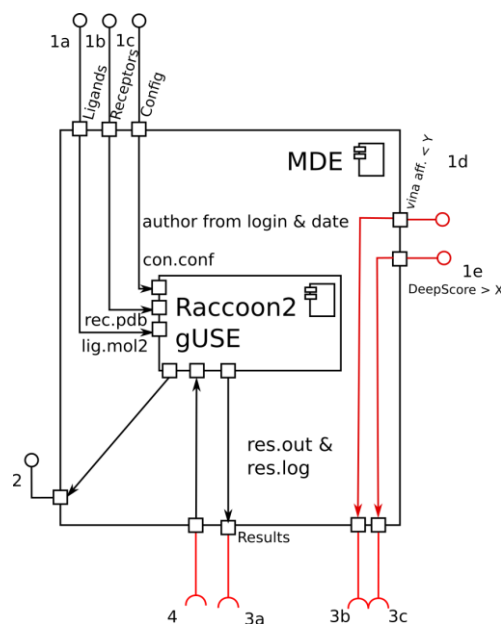 1a
1b
1c
Ligands
Receptors
Config
MDE
vina aff. < Y
1d
author from login & date
con.conf
1e
DeepScore > X
Raccoon2
gUSE
rec.pdb
lig.mol2
res.out &
res.log
2
Results
4
3a
3b
3c